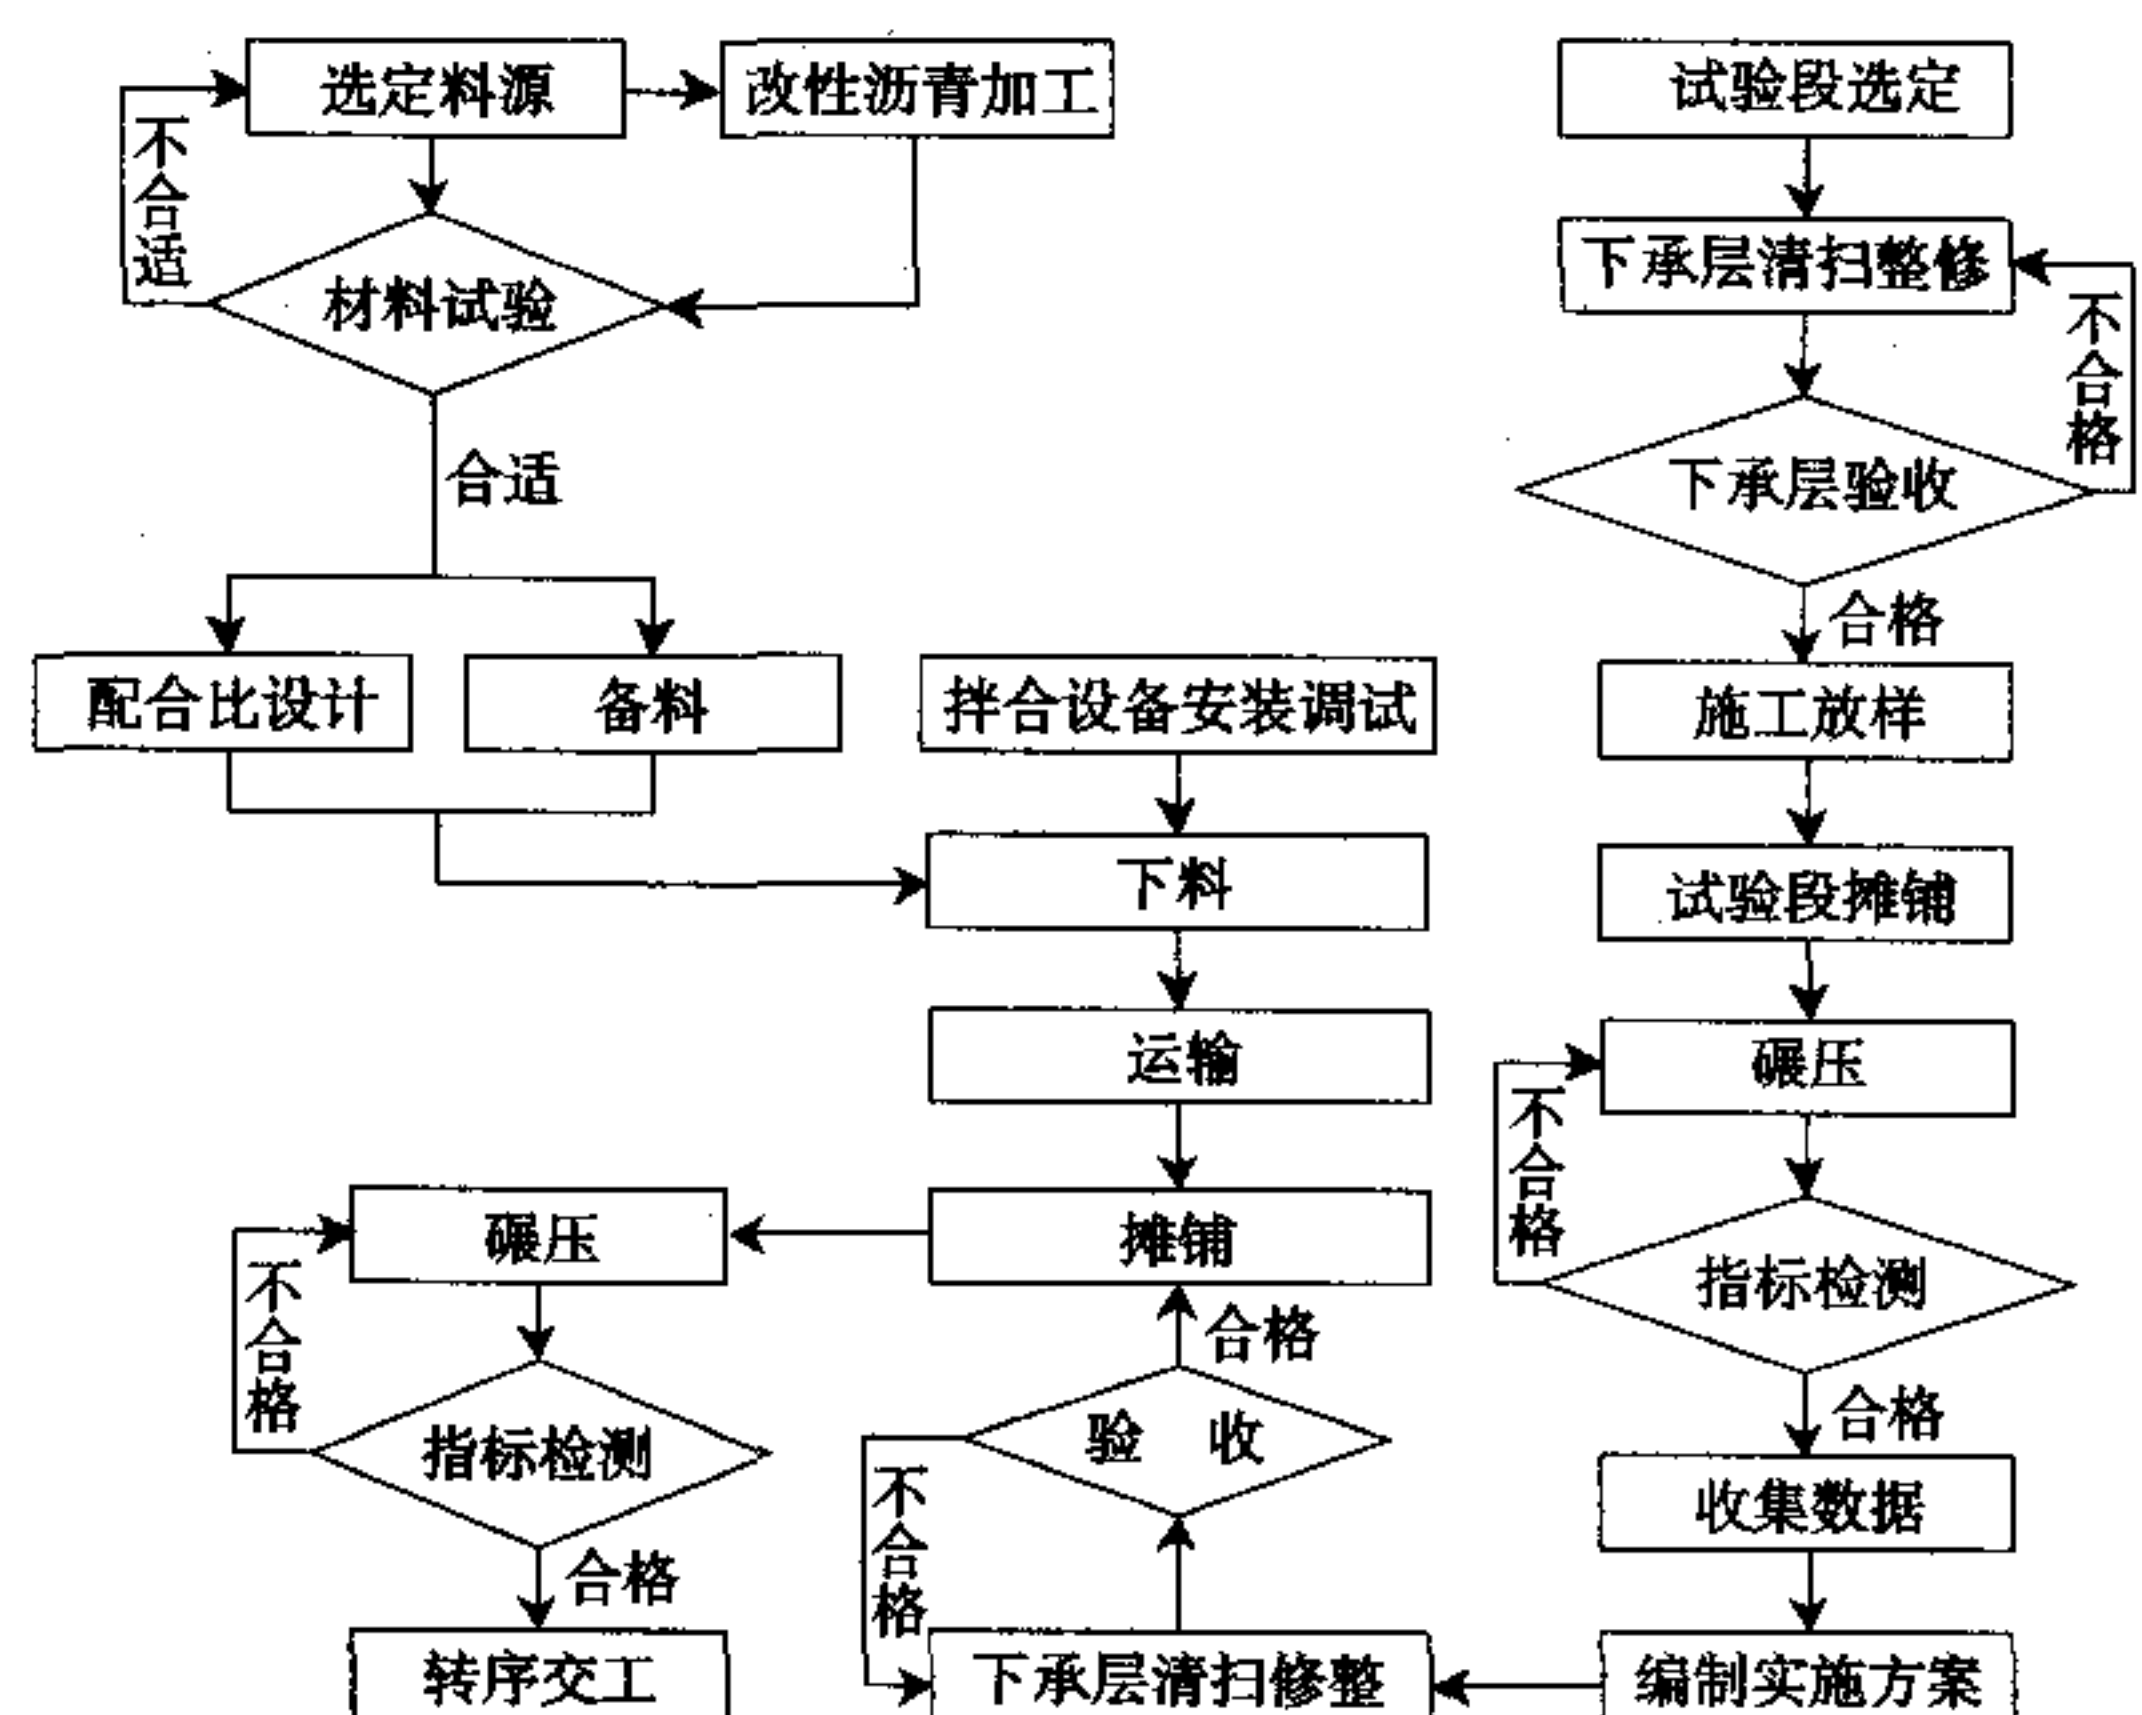 选定料源
改性沥青加工
试验段选定
不合适
下承层清扫整修
材料试验
不合格
合适
下承层验收
合格
配合比设计
备料
拌合设备安装调试
施工放样
下料
试验段摊铺
运输
碾压
不合格
碾压
摊铺
指标检测
不合格
合格
合格
指标检测
验 收
收集数据
不合格
合格
转序交工
下承层清扫修整
编制实施方案